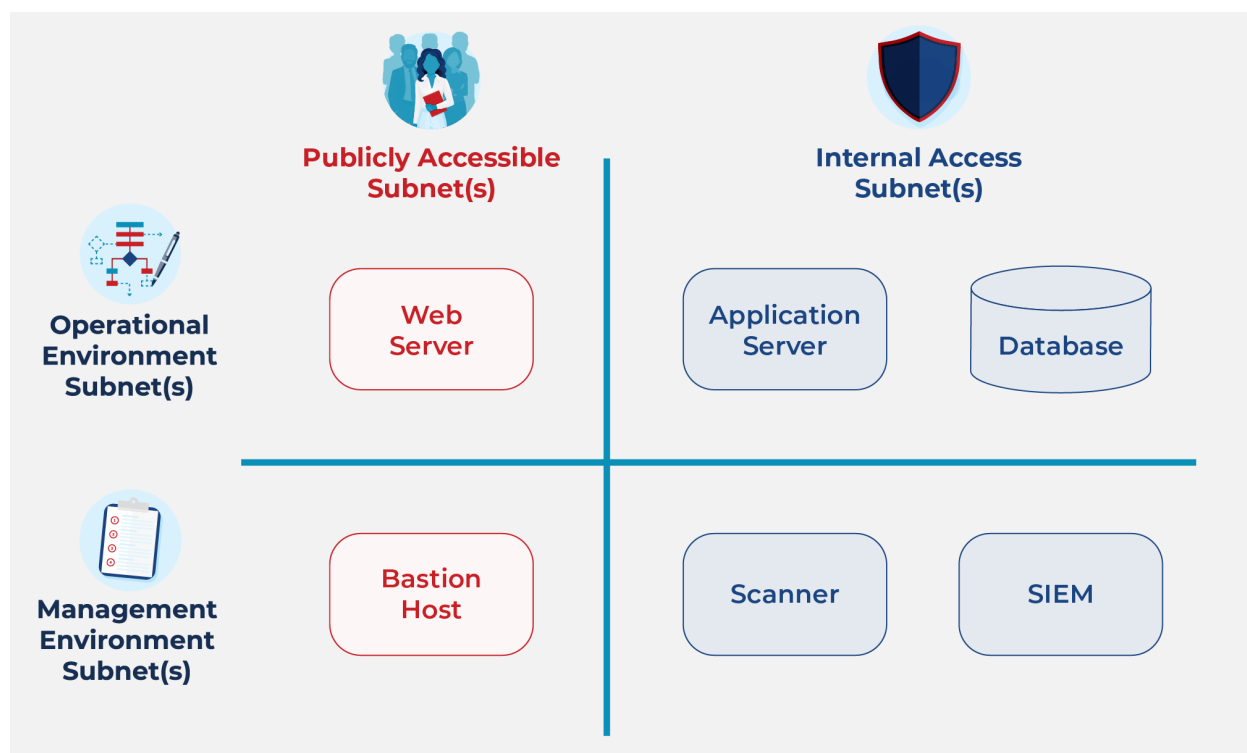 Publicly Accessible
Subnet(s)
Internal Access
Subnet(s)
Operational
Environment
Subnet(s)
Web
Server
Application
Server
Database
Management
Environment
Subnet(s)
Bastion
Host
Scanner
SIEM